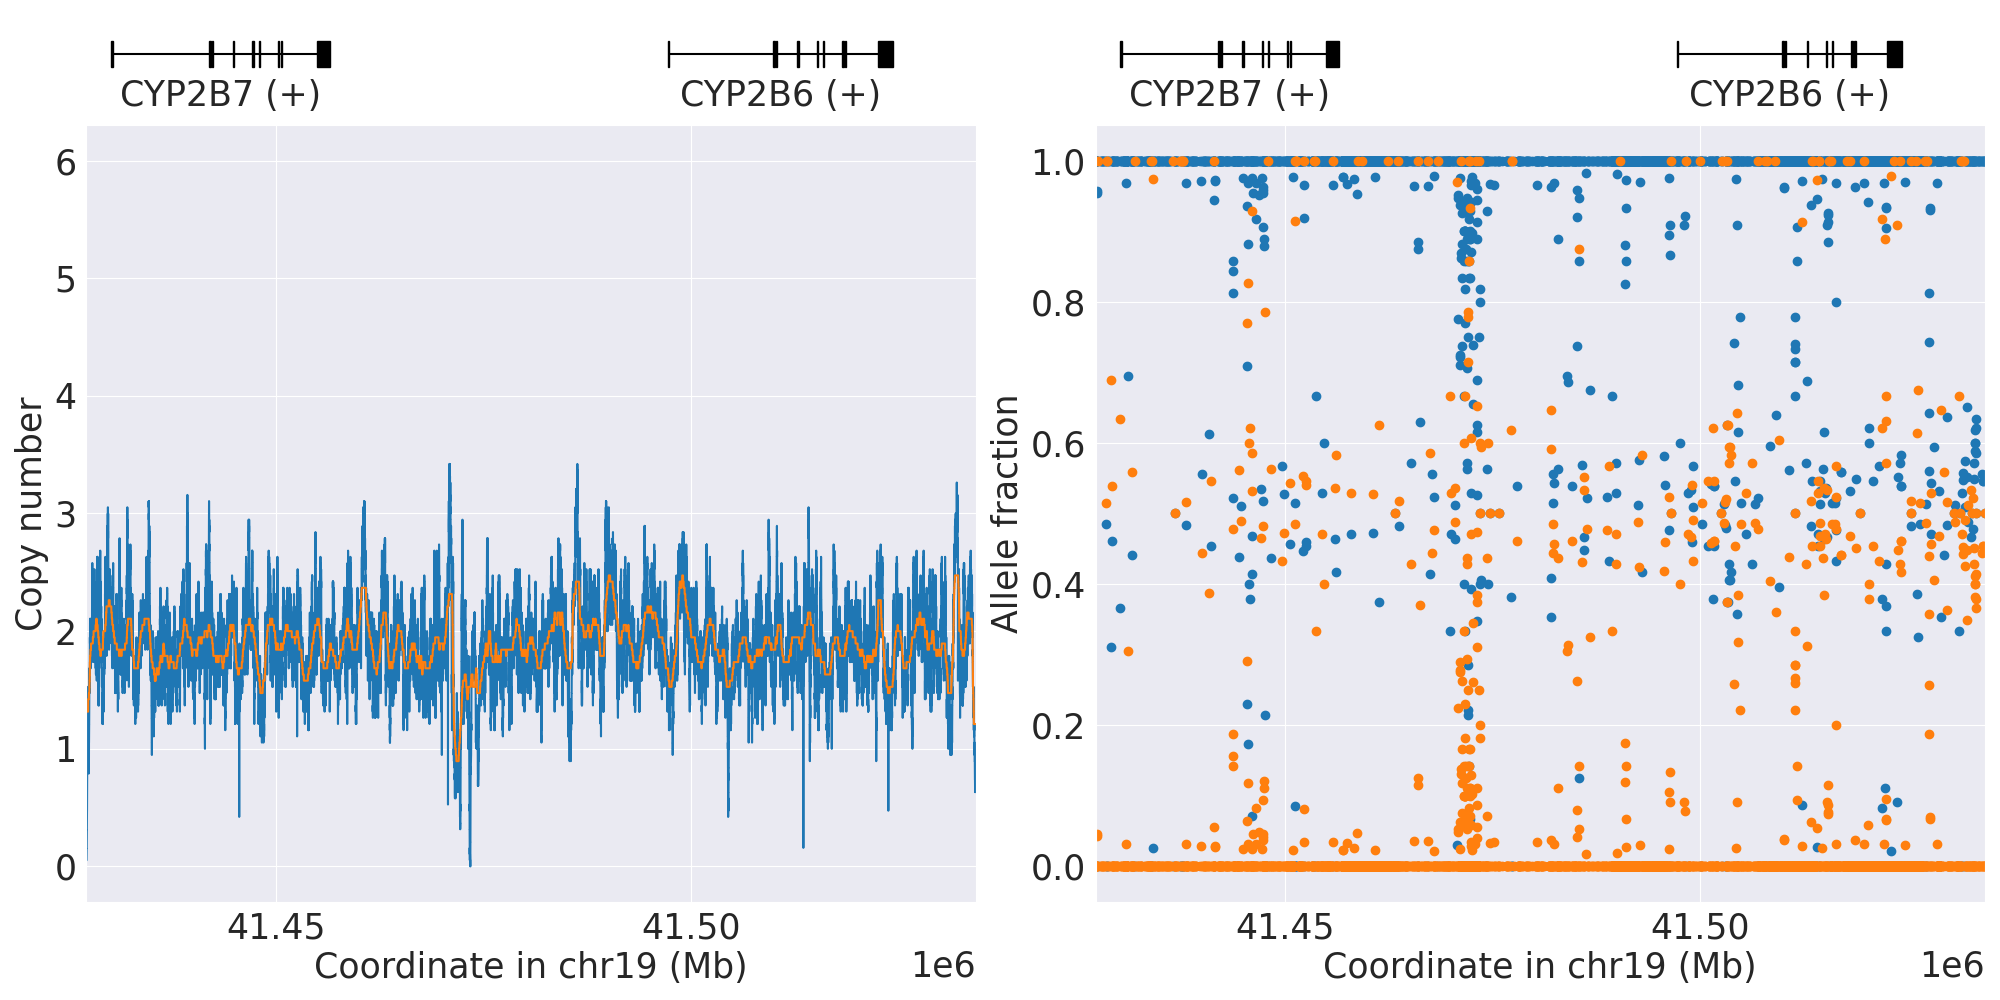 CYP2B7 (+)
CYP2B6 (+)
6
5
4
3
2
1
0
Copy number
41.45
41.50
Coordinate in chr19 (Mb)
1e6
CYP2B7 (+)
CYP2B6 (+)
1.0
0.8
0.6
0.4
0.2
0.0
Allele fraction
41.45
41.50
Coordinate in chr19 (Mb)
1e6